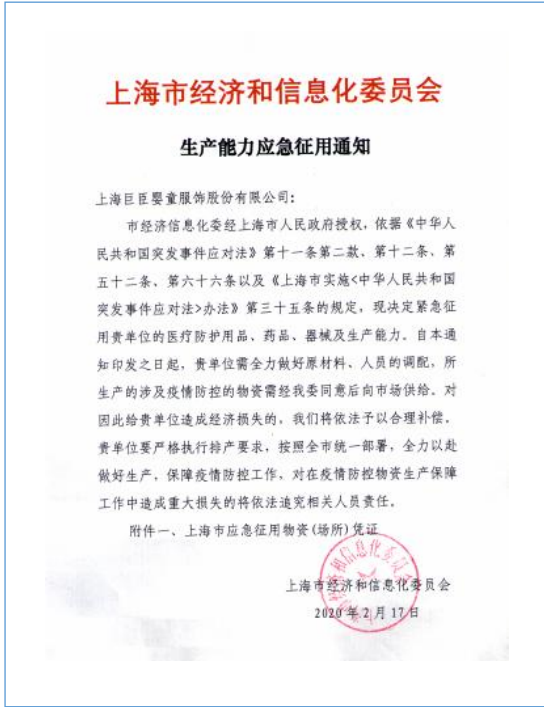 上海市经济和信息化委员会
生产能力应急征用通知
上海巨臣婴童服饰股份有限公司：
市经济信息化委经上海市人民政府授权，依据《中华人
民共和国突发事件应对法》第十一条第二款、第十二条、第
五十二条、第六十六条以及《上海市实施<中华人民共和国
突发事件应对法>办法》第三十五条的规定，现决定紧急征
用贵单位的医疗防护用品、药品、器械及生产能力。自本通
知印发之日起，贵单位需全力做好原材料、人员的调配，所
生产的涉及疫情防控的物资需经我委同意后向市场供给。对
因此给贵单位造成经济损失的，我们将依法予以合理补偿。
贵单位要严格执行排产要求，按照全市统一部署，全力以赴
做好生产，保障疫情防控工作，对在疫情防控物资生产保障
工作中造成重大损失的将依法追究相关人员责任。
附件一、上海市应急征用物资(场所)凭证
上海市经济和信息化委员会
2020年2月17日